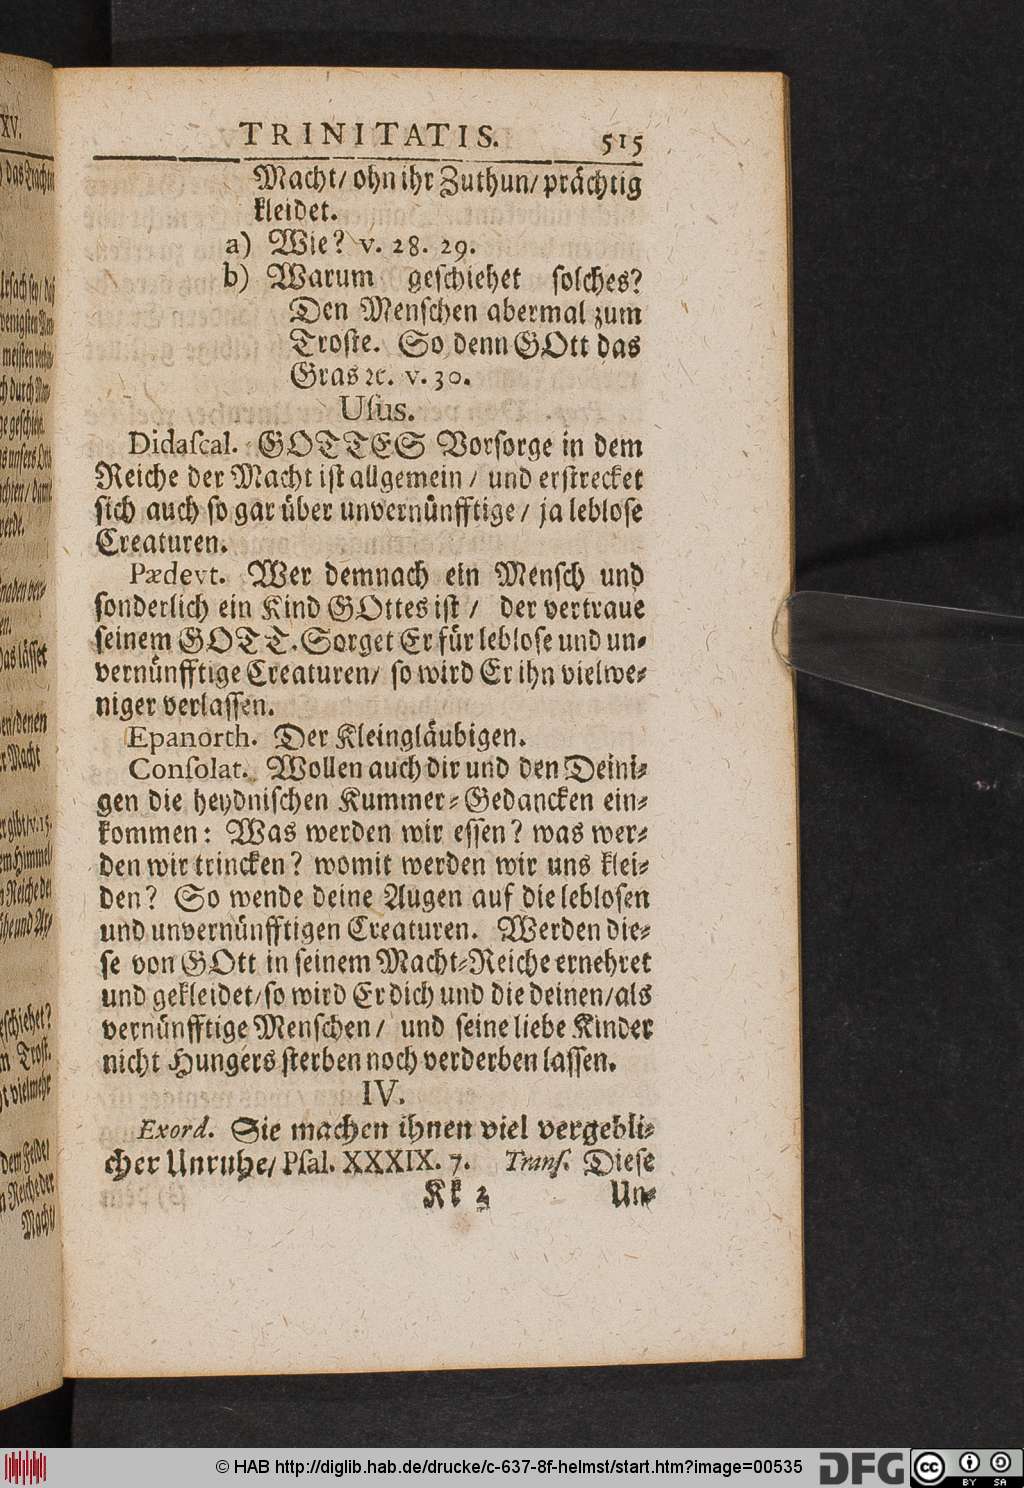 TRINITATIS. 515
Macht/ ohn ihr Zuthun/ prächtig
kleidet.
a) Wie? v. 28. 29.
b) Warum geschiehet solches?
Den Menschen abermal zum
Troste. So denn GOtt das
Gras ꝛc. v. 30.
Uſus.
Didaſcal. GOTTES Vorsorge in dem
Reiche der Macht ist allgemein / und erstrecket
sich auch so gar über unvernünfftige / ja leblose
Creaturen.
Pædevt. Wer demnach ein Mensch und
sonderlich ein Kind GOttes ist / der vertraue
seinem GOTT. Sorget Er für leblose und un-
vernünfftige Creaturen/ so wird Er ihn vielwe-
niger verlassen.
Epanorth. Der Kleingläubigen.
Conſolat. Wollen auch dir und den Deini-
gen die heydnischen Kummer-Gedancken ein-
kommen: Was werden wir essen? was wer-
den wir trincken? womit werden wir uns klei-
den? So wende deine Augen auf die leblosen
und unvernünfftigen Creaturen. Werden die-
se von GOtt in seinem Macht-Reiche ernehret
und gekleidet/ so wird Er dich und die deinen/ als
vernünfftige Menschen/ und seine liebe Kinder
nicht Hungers sterben noch verderben lassen.
IV.
Exord. Sie machen ihnen viel vergebli-
cher Unruhe/ Pſal. XXXIX. 7. Tranſ. Diese
Kk 2 Un-
© HAB http://diglib.hab.de/drucke/c-637-8f-helmst/start.htm?image=00535
DFG
cc BY SA